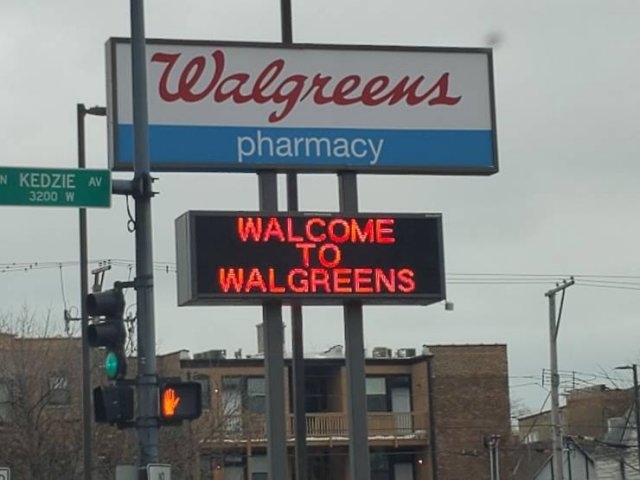 Walgreens
pharmacy
N KEDZIE AV
3200 W
WALCOME
TO
WALGREENS